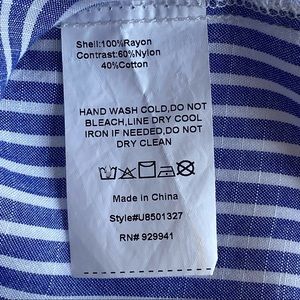 Shell:100%Rayon
Contrast:60%Nylon
40%Cotton
HAND WASH COLD,DO NOT
BLEACH,LINE DRY COOL
IRON IF NEEDED,DO NOT
DRY CLEAN
Made in China
Style#U8501327
RN# 929941